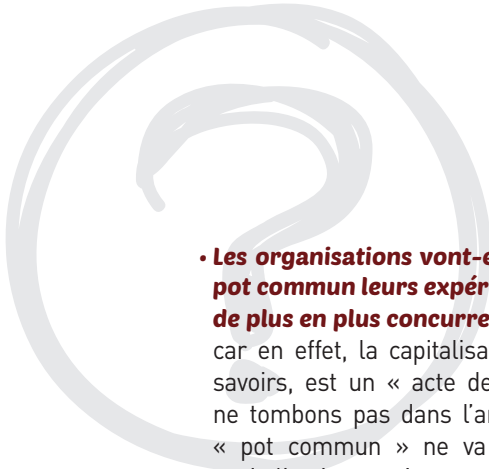 • Les organisations vont-e
pot commun leurs expér
de plus en plus concurre
car en effet, la capitalisa
savoirs, est un « acte de
ne tombons pas dans l'a
« pot commun » ne va